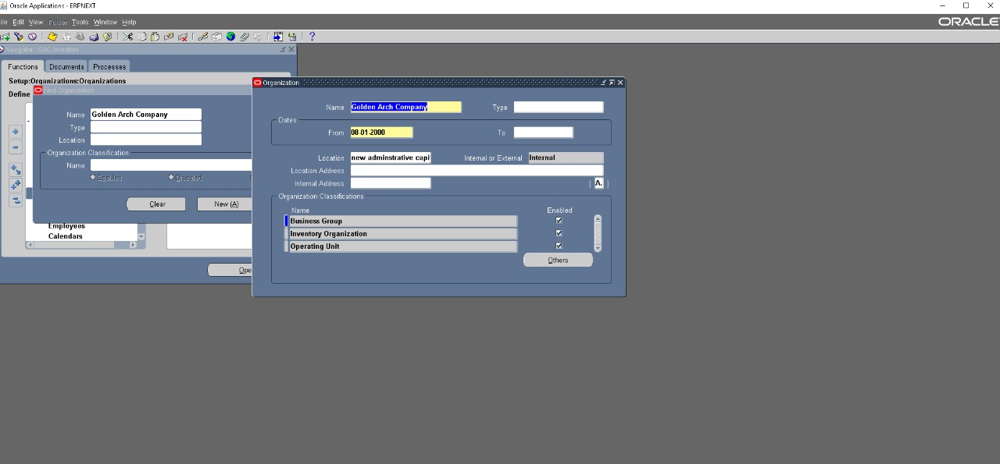 Oracle Applications - ERPNEXT
ile Edit View Folder Tools Window Help
ORACLE
Navigator - GAC Inventory
Functions Documents Processes
Setup:Organizations:Organizations
Define
Find Organization
Name Golden Arch Company
Type
Location
Organization Classification
Name
Enabled Disabled
Clear New (A)
Employees
Calendars
Ope
Organization
Name Golden Arch Company Type
Dates
From 08-01-2000 To
Location new adminstrative capi Internal or External Internal
Location Address
Internal Address [ A. ]
Organization Classifications
Name Enabled
Business Group
Inventory Organization
Operating Unit
Others